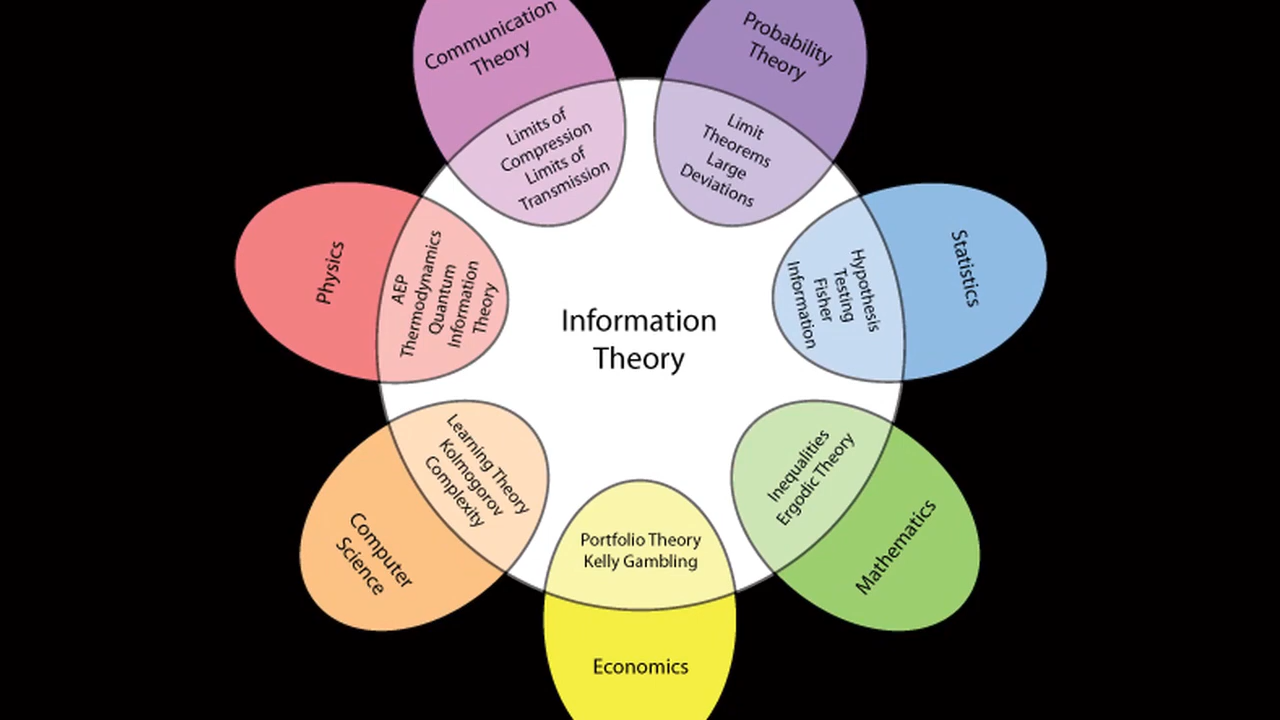 Communication
Theory
Limits of
Compression
Limits of
Transmission
Probability
Theory
Limit
Theorems
Large
Deviations
Physics
AEP
Thermodynamics
Quantum
Information
Theory
Information
Theory
Hypothesis
Testing
Fisher
Information
Statistics
Learning Theory
Kolmogorov
Complexity
Computer
Science
Portfolio Theory
Kelly Gambling
Economics
Inequalities
Ergodic Theory
Mathematics